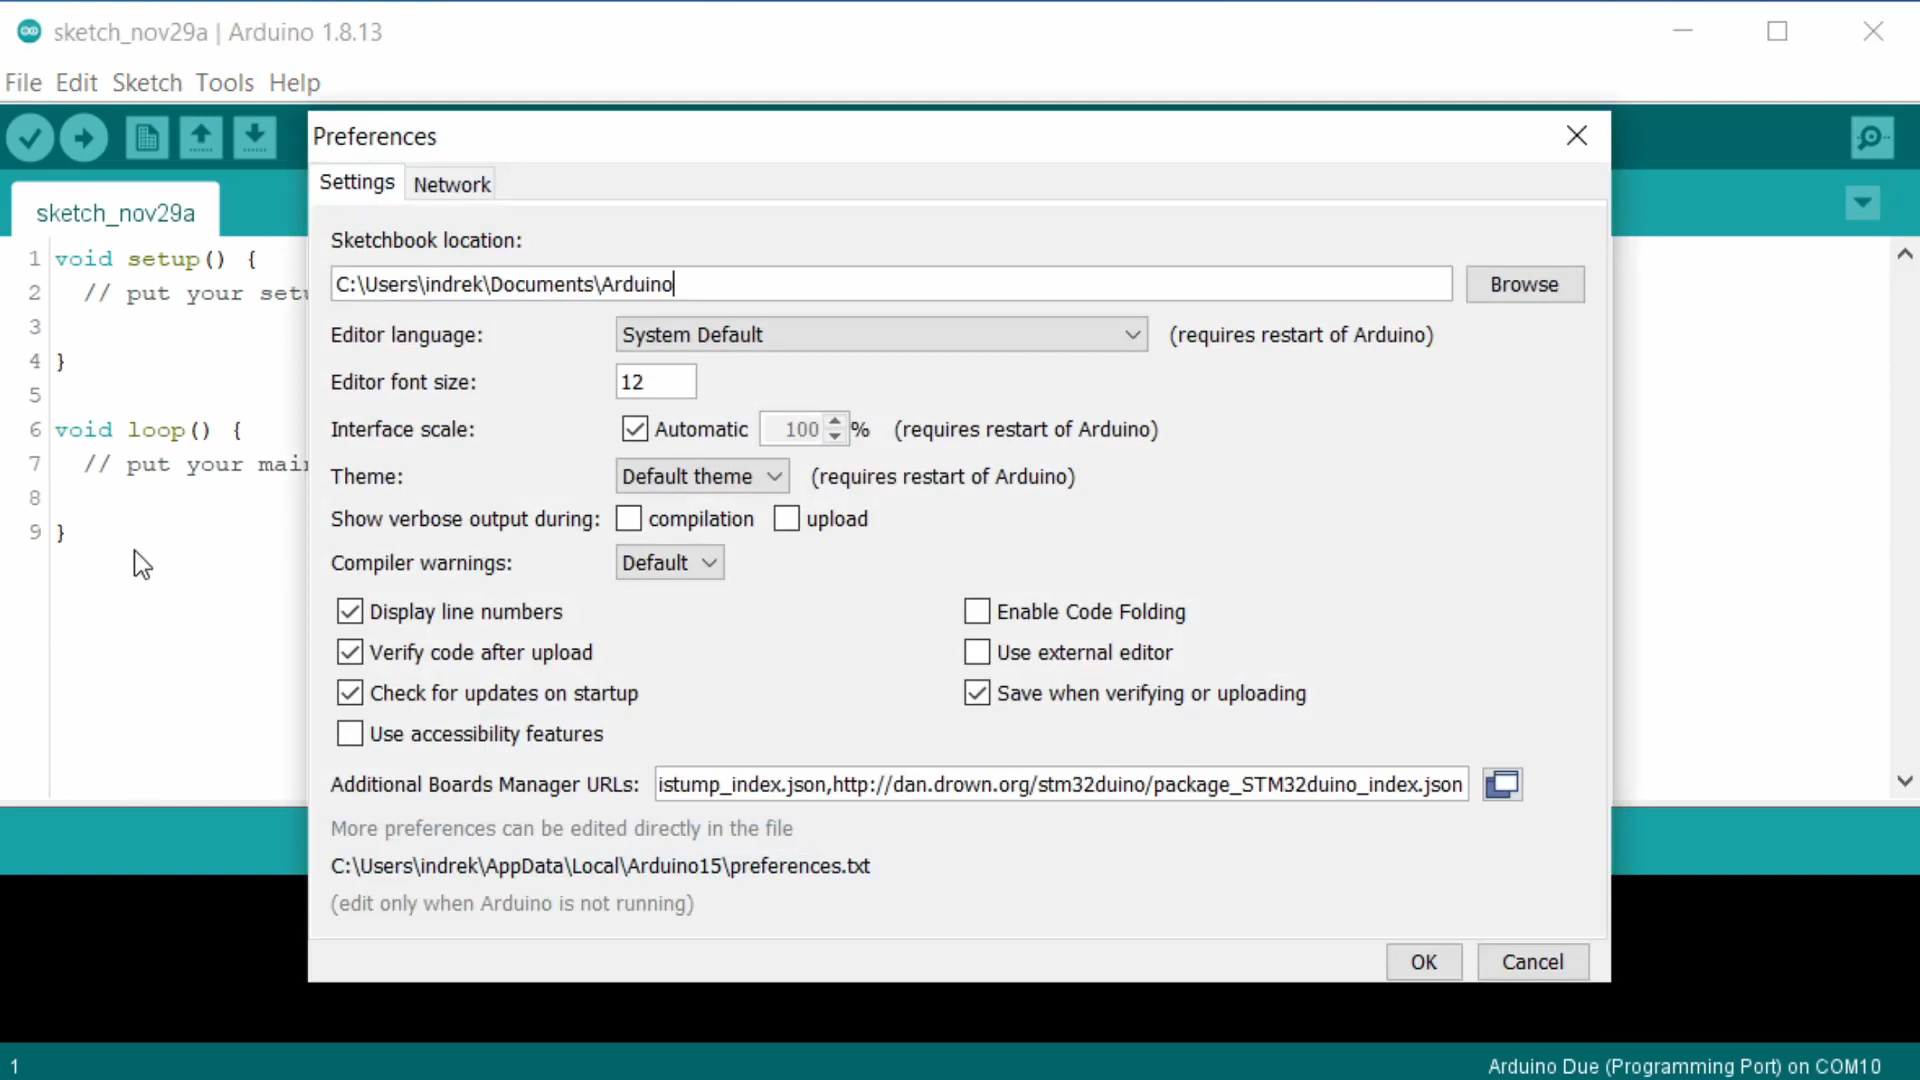 sketch_nov29a | Arduino 1.8.13
File Edit Sketch Tools Help
Preferences
Settings Network
sketch_nov29a
1 void setup() {
2 // put your
3
4 }
5
6 void loop() {
7 // put your
8
9 }
Sketchbook location:
C:\Users\indrek\Documents\Arduino Browse
Editor language: System Default (requires restart of Arduino)
Editor font size: 12
Interface scale: Automatic 100 % (requires restart of Arduino)
Theme: Default theme (requires restart of Arduino)
Show verbose output during: compilation upload
Compiler warnings: Default
Display line numbers Enable Code Folding
Verify code after upload Use external editor
Check for updates on startup Save when verifying or uploading
Use accessibility features
Additional Boards Manager URLs: istump_index.json,http://dan.drown.org/stm32duino/package_STM32duino_index.json
More preferences can be edited directly in the file
C:\Users\indrek\AppData\Local\Arduino15\preferences.txt
(edit only when Arduino is not running)
OK Cancel
1 Arduino Due (Programming Port) on COM10